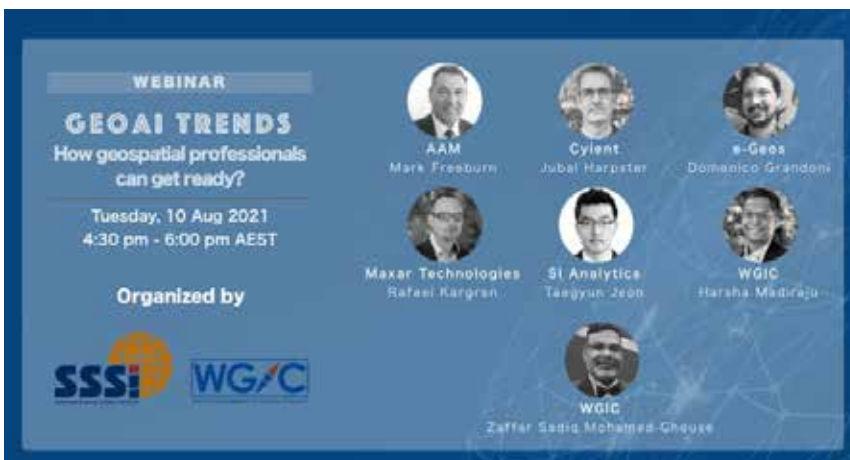 WEBINAR
GEOAI TRENDS
How geospatial professionals
can get ready?
Tuesday, 10 Aug 2021
4:30 pm - 6:00 pm AEST
Organized by
SSSi
WGIC
AAM
Mark Freeburn
Cyient
Jubal Harpster
e-Geos
Domenico Grandoni
Maxar Technologies
Rafael Kargren
SI Analytics
Taegyun Jeon
WGIC
Harsha Madiraju
WGIC
Zaffar Sadiq Mohamed-Ghouse